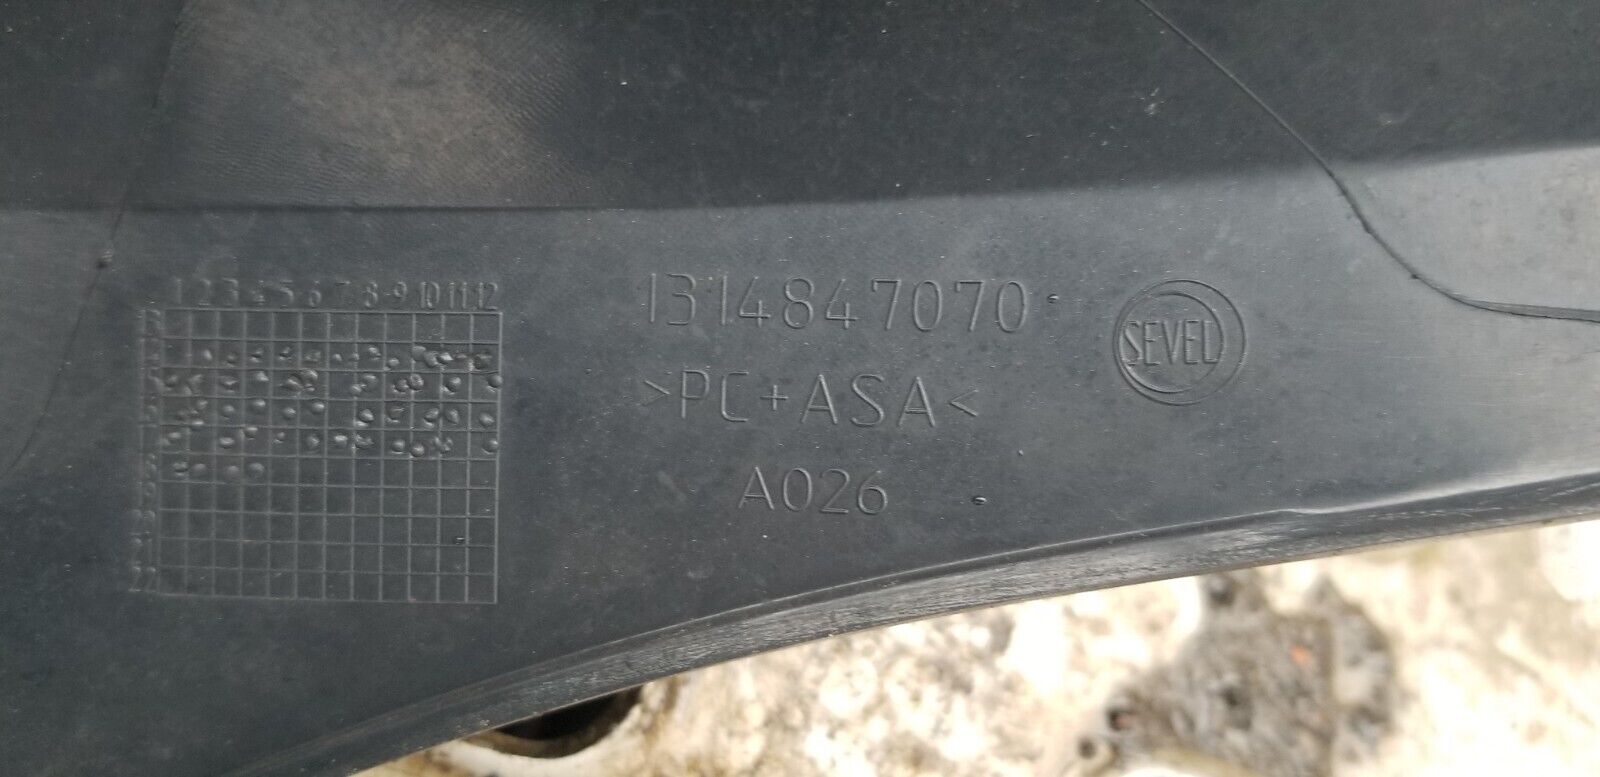 1 2 3 4 5 6 7 8 9 10 11 12
1314847070
SEVEL
>PC+ASA<
A026